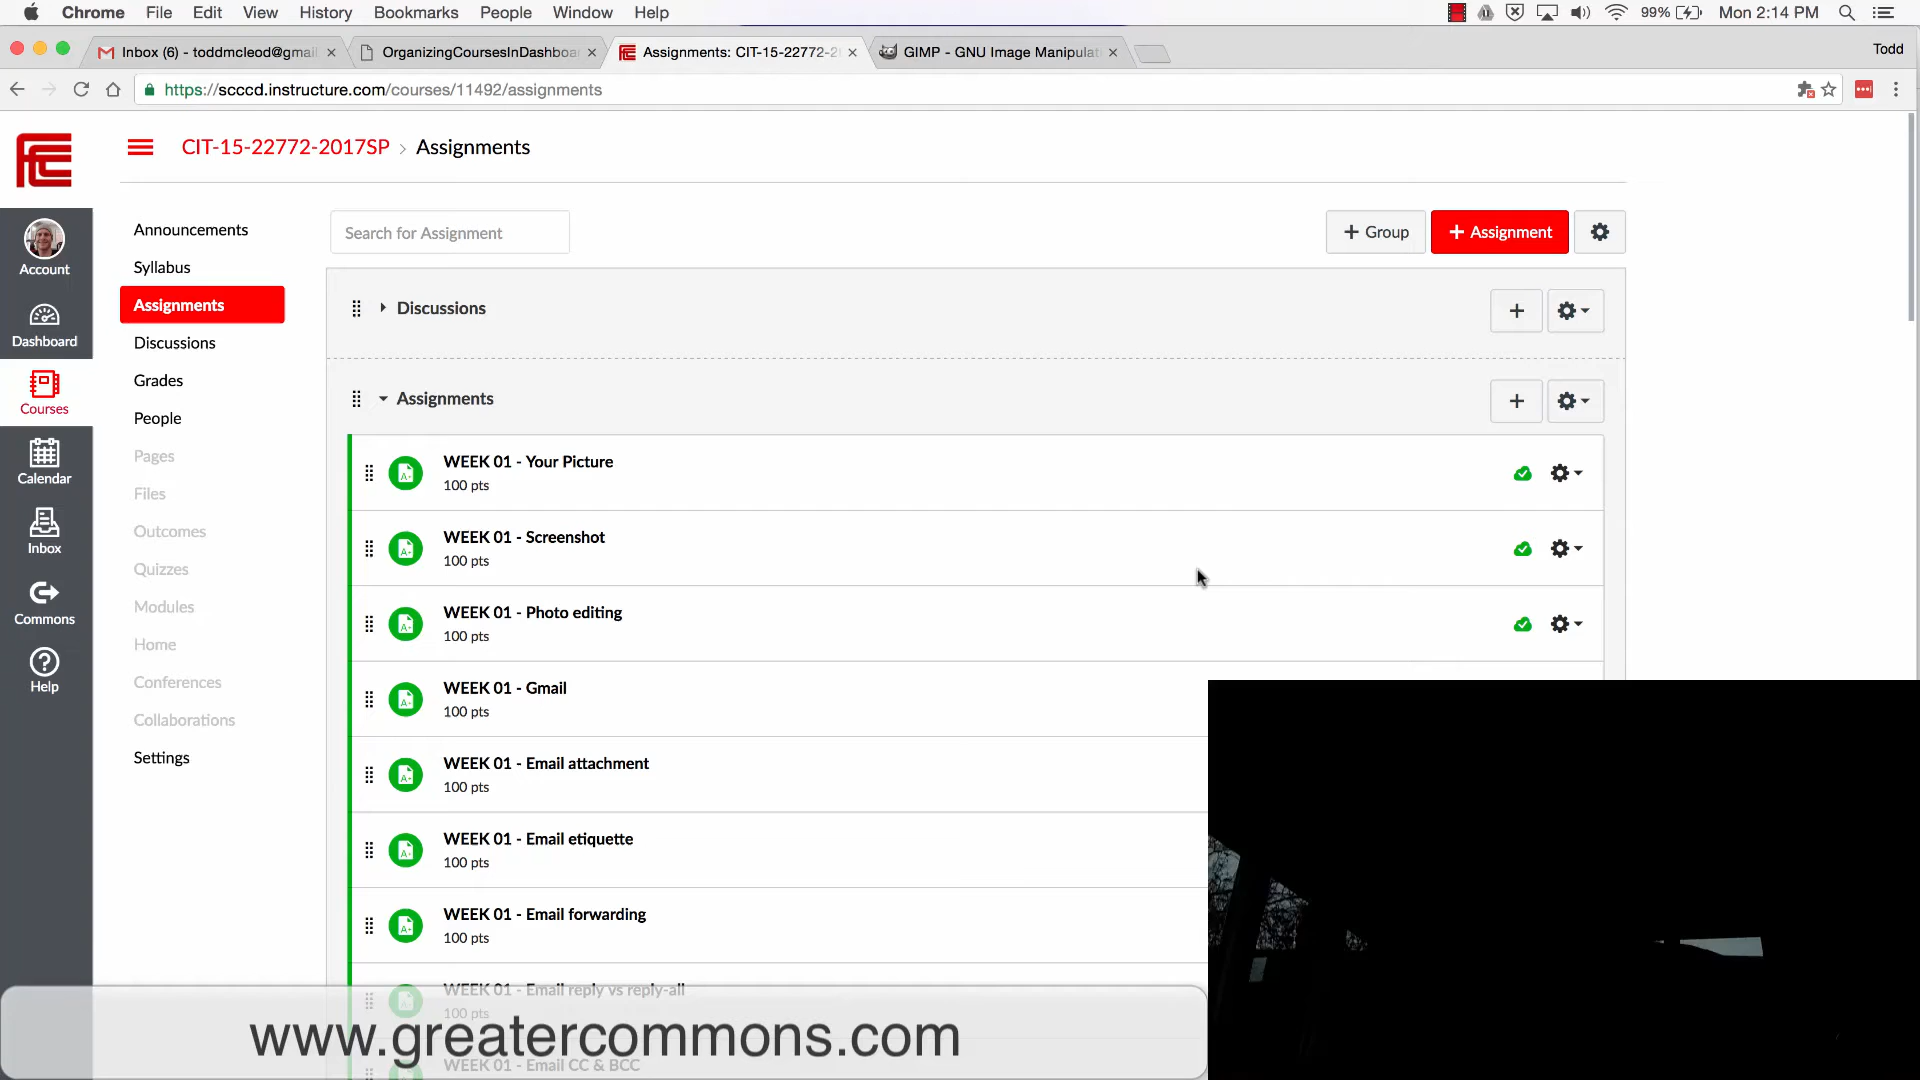 Chrome File Edit View History Bookmarks People Window Help 99% Mon 2:14 PM
Inbox (6) - toddmcleod@gmai
OrganizingCoursesInDashboa
Assignments: CIT-15-22772-2
GIMP - GNU Image Manipulat
Todd
https://scccd.instructure.com/courses/11492/assignments
CIT-15-22772-2017SP > Assignments
Account
Dashboard
Courses
Calendar
Inbox
Commons
Help
Announcements
Syllabus
Assignments
Discussions
Grades
People
Pages
Files
Outcomes
Quizzes
Modules
Home
Conferences
Collaborations
Settings
Search for Assignment
+ Group
+ Assignment
Discussions
Assignments
WEEK 01 - Your Picture
100 pts
WEEK 01 - Screenshot
100 pts
WEEK 01 - Photo editing
100 pts
WEEK 01 - Gmail
100 pts
WEEK 01 - Email attachment
100 pts
WEEK 01 - Email etiquette
100 pts
WEEK 01 - Email forwarding
100 pts
WEEK 01 - Email reply vs reply-all
100 pts
WEEK 01 - Email CC & BCC
www.greatercommons.com